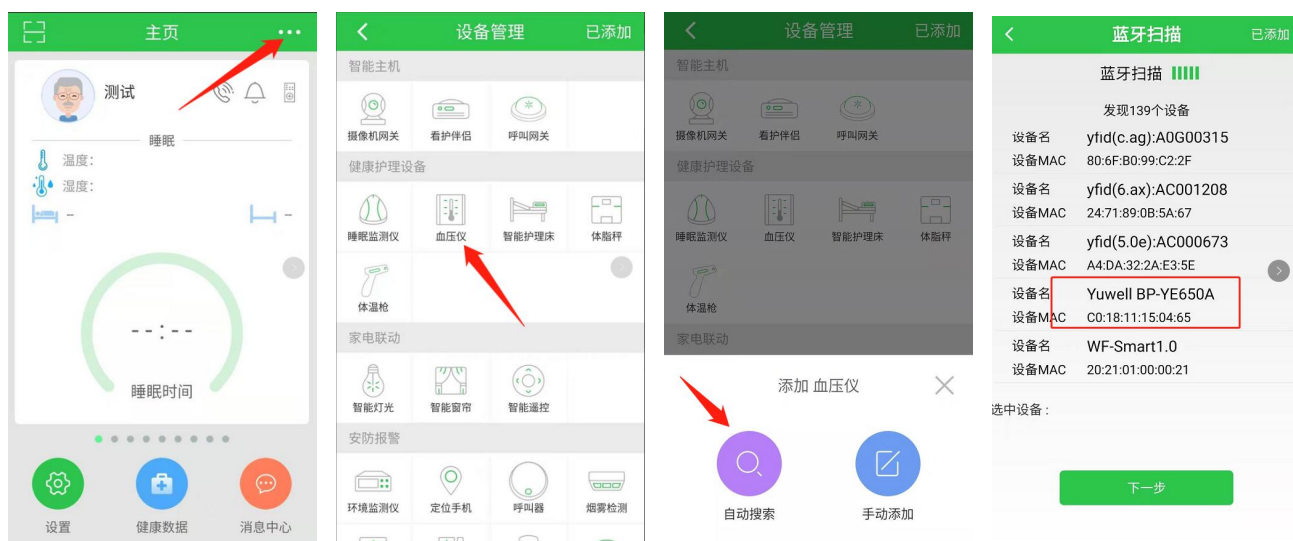 主页
测试
睡眠
温度:
湿度:
--
--
--:--
睡眠时间
设置
健康数据
消息中心
设备管理
已添加
智能主机
摄像机网关
看护伴侣
呼叫网关
健康护理设备
睡眠监测仪
血压仪
智能护理床
体脂秤
体温枪
家电联动
智能灯光
智能窗帘
智能遥控
安防报警
环境监测仪
定位手机
呼叫器
烟雾检测
设备管理
已添加
智能主机
摄像机网关
看护伴侣
呼叫网关
健康护理设备
睡眠监测仪
血压仪
智能护理床
体脂秤
体温枪
家电联动
添加 血压仪
自动搜索
手动添加
蓝牙扫描
已添加
蓝牙扫描
发现139个设备
设备名 yfid(c.ag):A0G00315
设备MAC 80:6F:B0:99:C2:2F
设备名 yfid(6.ax):AC001208
设备MAC 24:71:89:0B:5A:67
设备名 yfid(5.0e):AC000673
设备MAC A4:DA:32:2A:E3:5E
设备名 Yuwell BP-YE650A
设备MAC C0:18:11:15:04:65
设备名 WF-Smart1.0
设备MAC 20:21:01:00:00:21
选中设备:
下一步